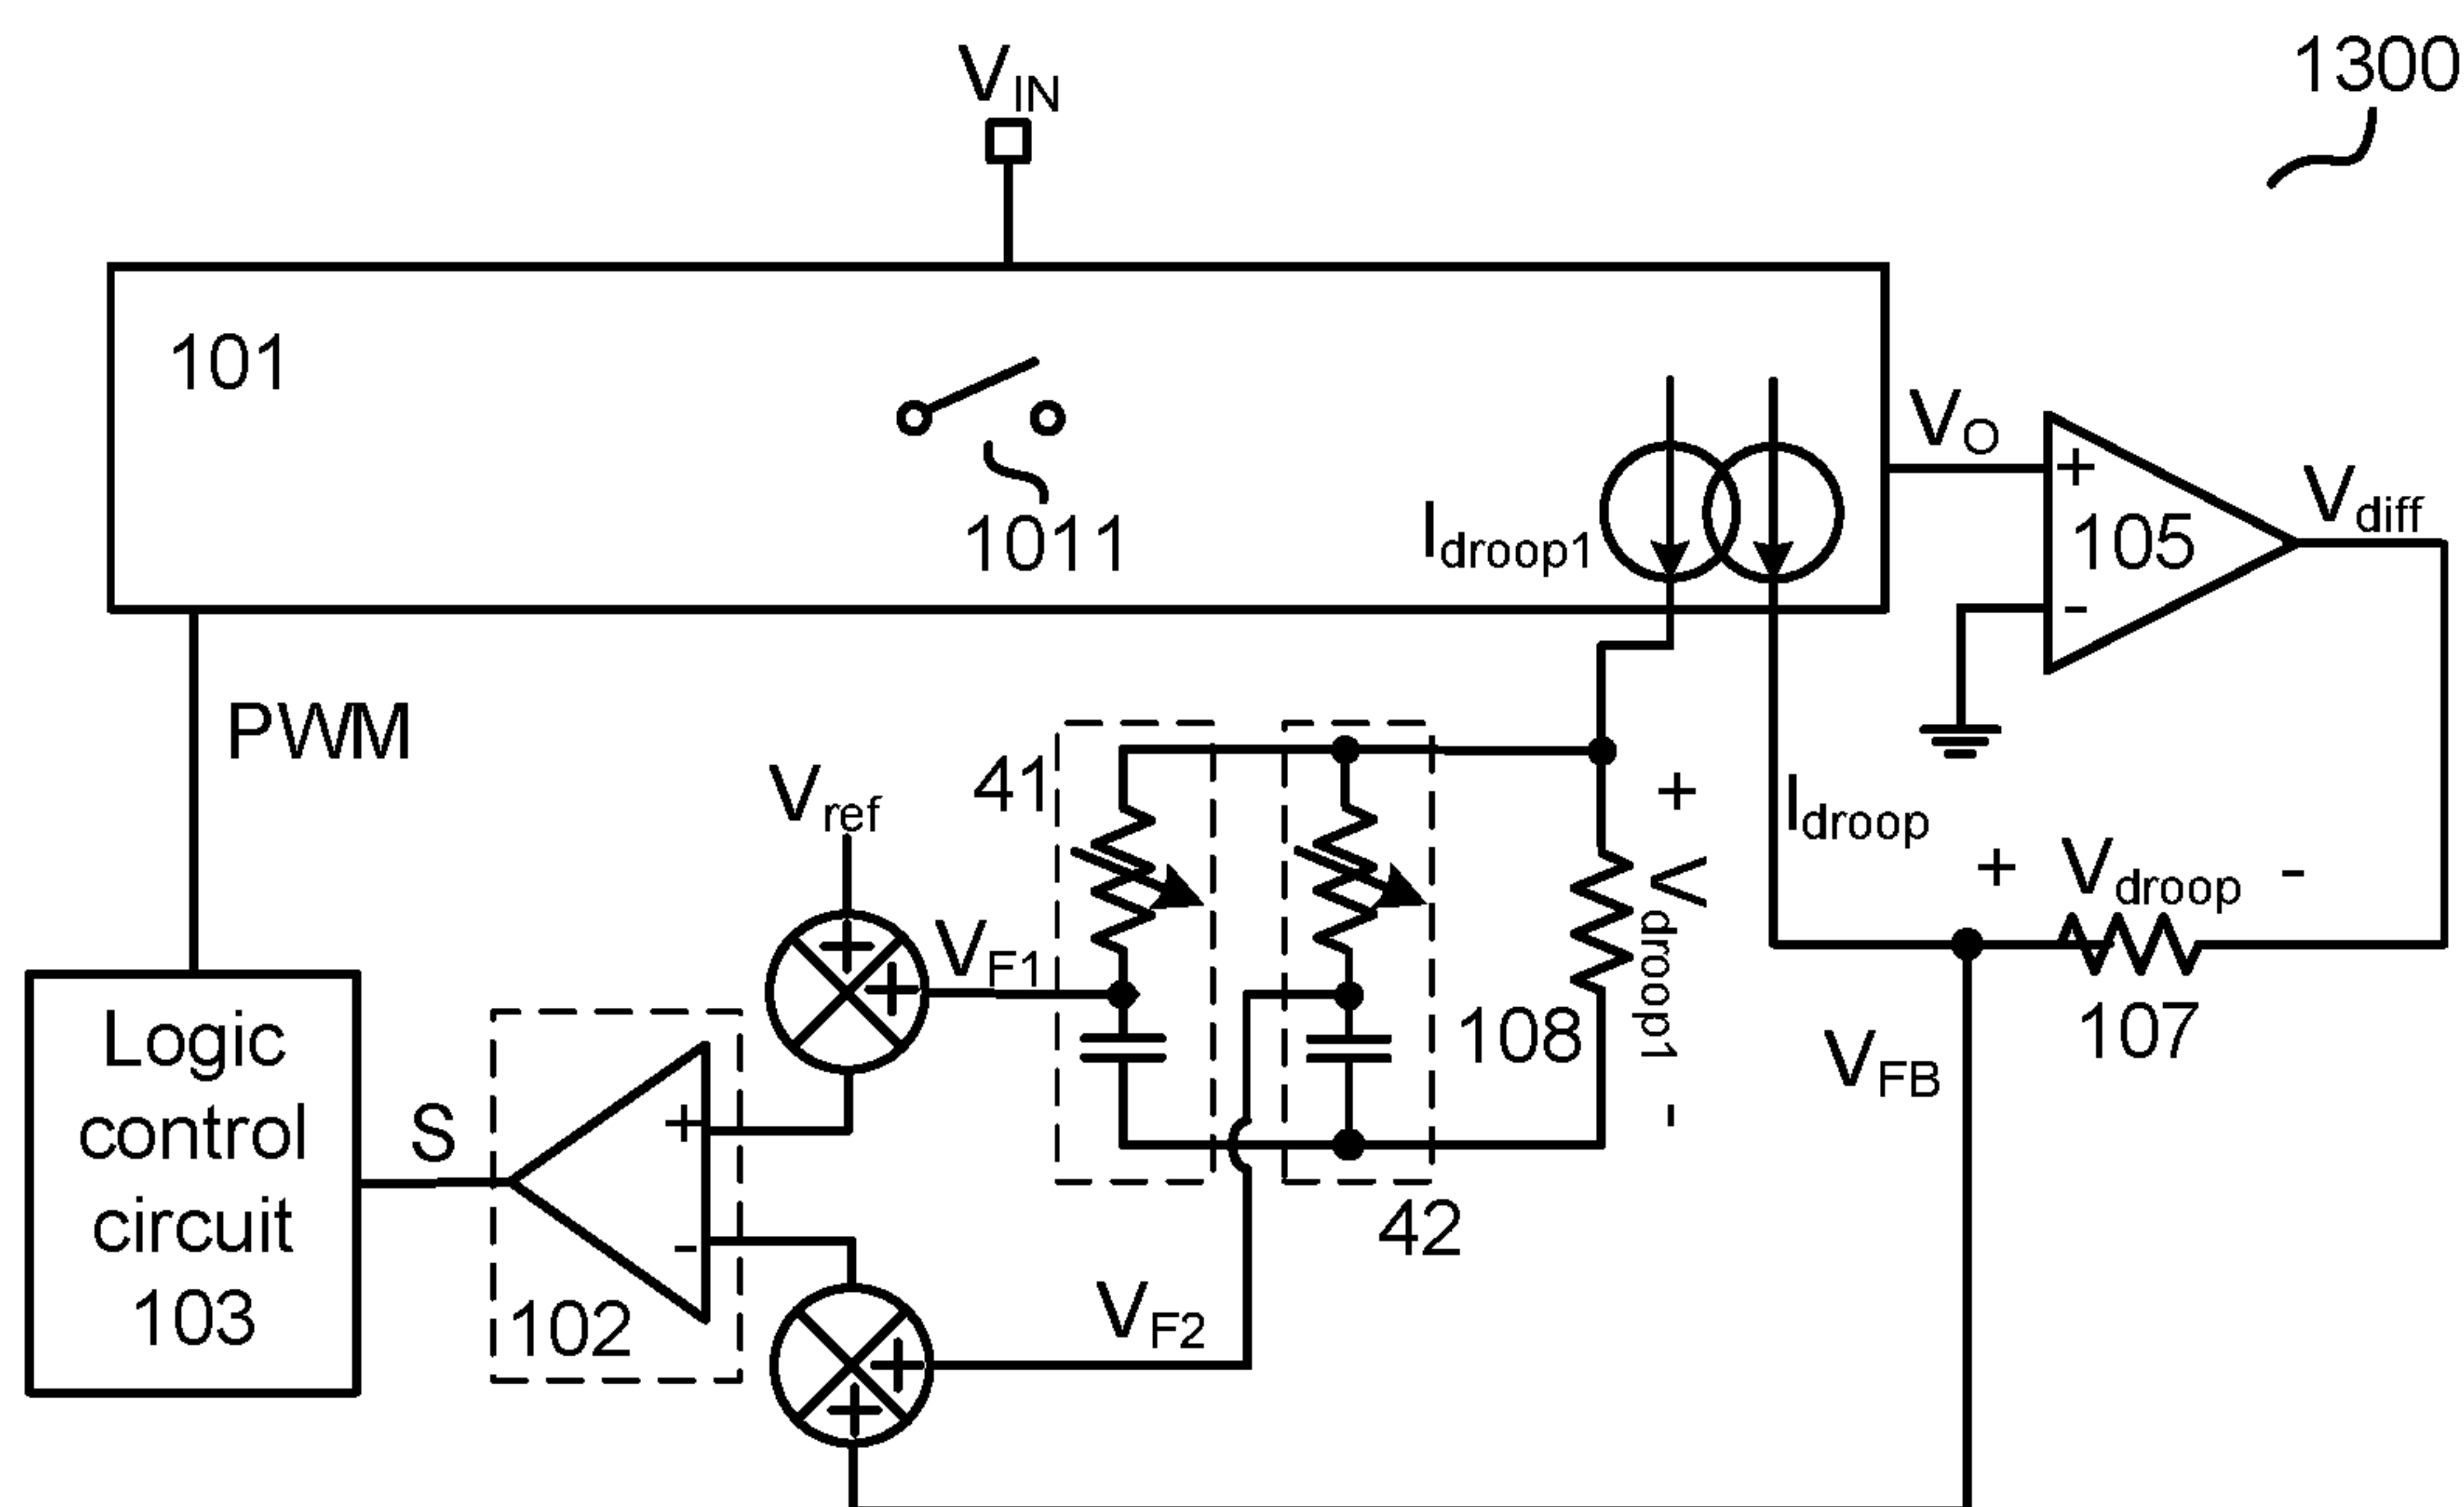 1300
VIN
101
1011
Idroop1
VO
+
105
-
Vdiff
PWM
Vref
41
+
Vdroop1
-
Idroop
+ Vdroop -
107
VFB
VF1
+
+
108
Logic
control
circuit
103
S
+
-
102
42
VF2
+
+